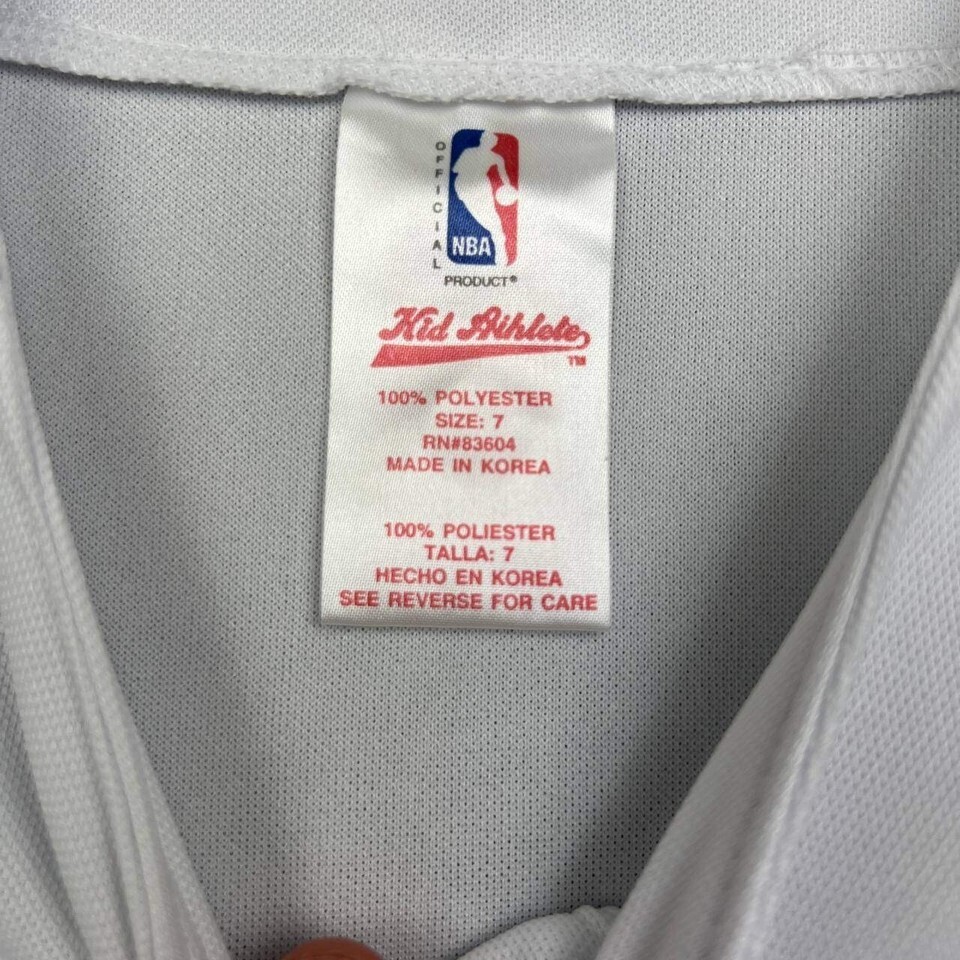 OFFICIAL
NBA
PRODUCT®
Kid Athlete
TM
100% POLYESTER
SIZE: 7
RN#83604
MADE IN KOREA
100% POLIESTER
TALLA: 7
HECHO EN KOREA
SEE REVERSE FOR CARE